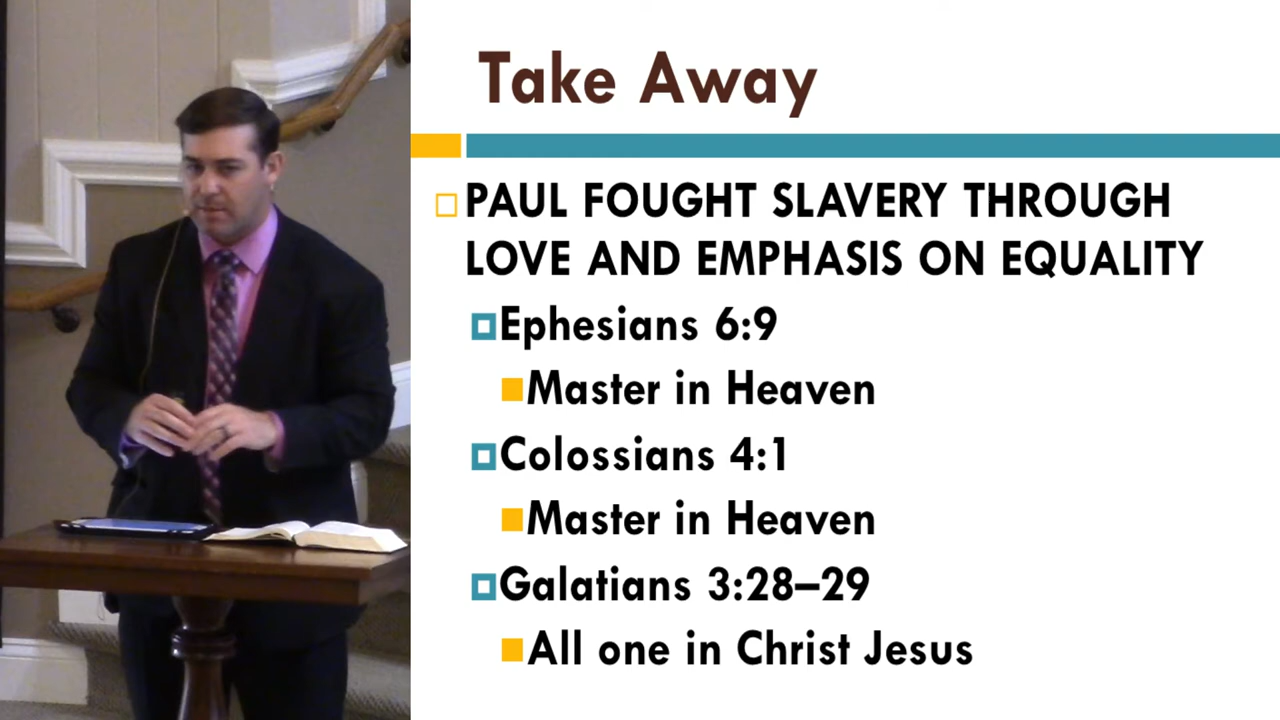 Take Away
PAUL FOUGHT SLAVERY THROUGH
LOVE AND EMPHASIS ON EQUALITY
Ephesians 6:9
Master in Heaven
Colossians 4:1
Master in Heaven
Galatians 3:28–29
All one in Christ Jesus